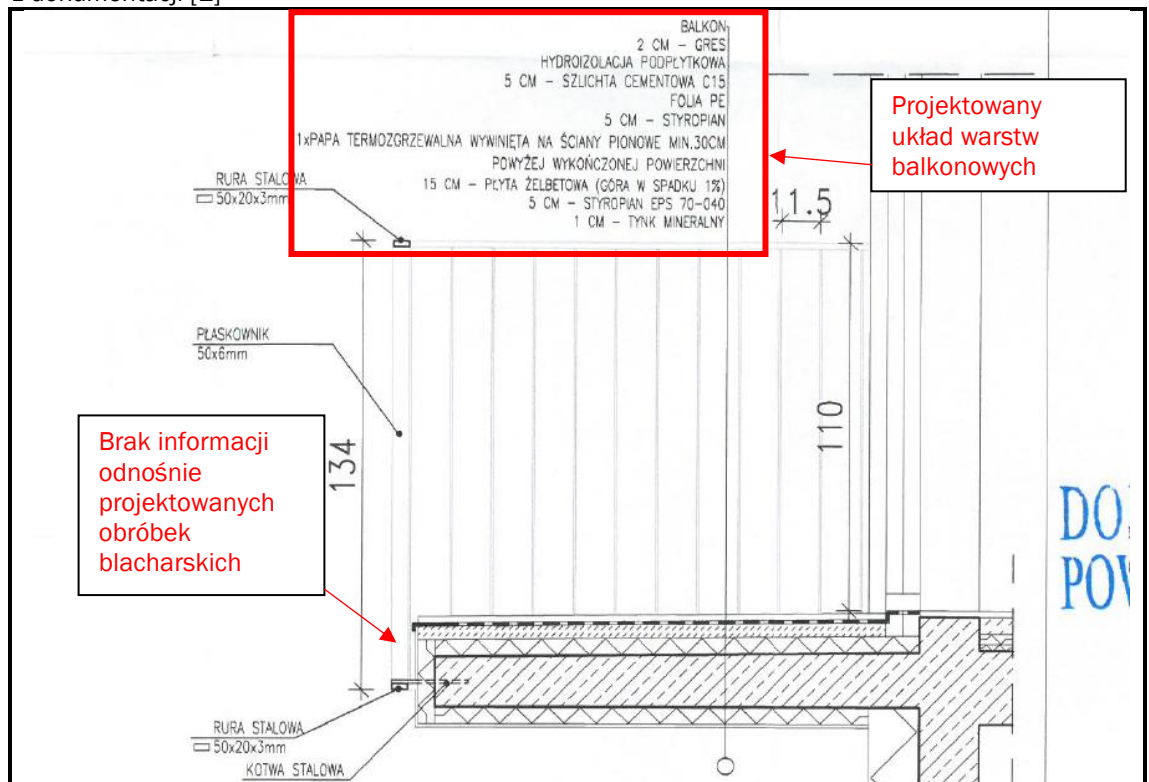 BALKON
2 CM – GRES
HYDROIZOLACJA PODPŁYTKOWA
5 CM – SZLICHTA CEMENTOWA C15
FOLIA PE
5 CM – STYROPIAN
1xPAPA TERMOZGRZEWALNA WYWINIĘTA NA ŚCIANY PIONOWE MIN.30CM
POWYŻEJ WYKOŃCZONEJ POWIERZCHNI
15 CM – PŁYTA ŻELBETOWA (GÓRA W SPADKU 1%)
5 CM – STYROPIAN EPS 70-040
1 CM – TYNK MINERALNY
Projektowany
układ warstw
balkonowych
RURA STALOWA
50x20x3mm
11.5
PŁASKOWNIK
50x6mm
134
110
Brak informacji
odnośnie
projektowanych
obróbek
blacharskich
RURA STALOWA
50x20x3mm
KOTWA STALOWA